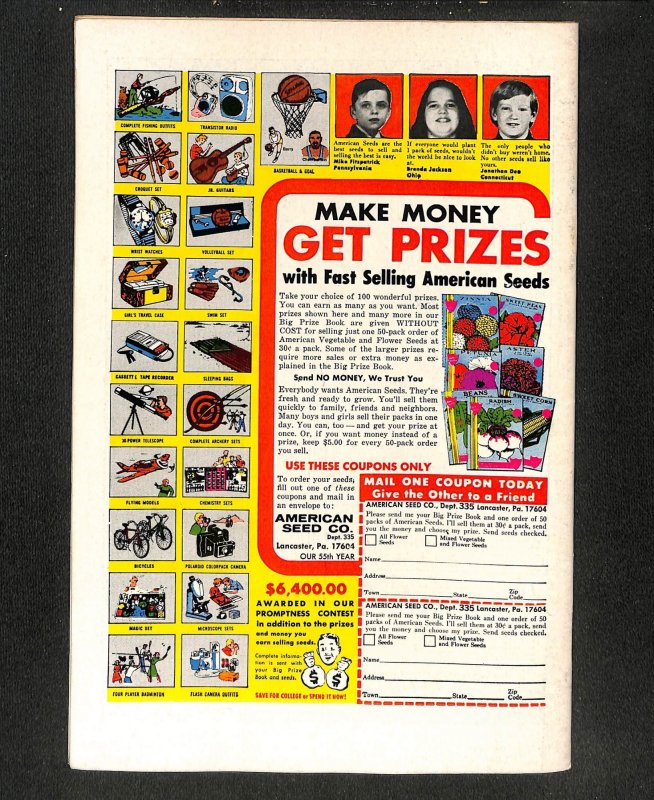 COMPLETE FISHING OUTFITS
TRANSISTOR RADIO
BASKETBALL & GOAL
CROQUET SET
JR. GUITARS
WRIST WATCHES
VOLLEYBALL SET
GIRL'S TRAVEL CASE
SWIM SET
CASSETTE TAPE RECORDER
SLEEPING BAGS
30-POWER TELESCOPE
COMPLETE ARCHERY SETS
FLYING MODELS
CHEMISTRY SETS
BICYCLES
POLAROID COLORPACK CAMERA
MAGIC SET
MICROSCOPE SETS
FOUR PLAYER BADMINTON
FLASH CAMERA OUTFITS
American Seeds are the
best seeds to sell and
selling the best is easy.
Mike Fitzpatrick
Pennsylvania
If everyone would plant
1 pack of seeds, wouldn't
the world be nice to look
at.
Brenda Jackson
Ohio
The only people who
didn't buy weren't home.
No other seeds sell like
yours.
Jonathan Doe
Connecticut
MAKE MONEY
GET PRIZES
with Fast Selling American Seeds
Take your choice of 100 wonderful prizes.
You can earn as many as you want. Most
prizes shown here and many more in our
Big Prize Book are given WITHOUT
COST for selling just one 50-pack order of
American Vegetable and Flower Seeds at
30¢ a pack. Some of the larger prizes re-
quire more sales or extra money as ex-
plained in the Big Prize Book.
Send NO MONEY, We Trust You
Everybody wants American Seeds. They're
fresh and ready to grow. You'll sell them
quickly to family, friends and neighbors.
Many boys and girls sell their packs in one
day. You can, too — and get your prize at
once. Or, if you want money instead of a
prize, keep $5.00 for every 50-pack order
you sell.
ZINNIA
SWEET PEAS
PETUNIA
ASTER
BEANS
RADISH
SWEET CORN
USE THESE COUPONS ONLY
To order your seeds,
fill out one of these
coupons and mail in
an envelope to:
AMERICAN
SEED CO.
Dept. 335
Lancaster, Pa. 17604
OUR 55th YEAR
MAIL ONE COUPON TODAY
Give the Other to a Friend
AMERICAN SEED CO., Dept. 335 Lancaster, Pa. 17604
Please send me your Big Prize Book and one order of 50
packs of American Seeds. I'll sell them at 30¢ a pack, send
you the money and choose my prize. Send seeds checked.
All Flower
Seeds
Mixed Vegetable
and Flower Seeds
Name
Address
Town State Zip
Code
AMERICAN SEED CO., Dept. 335 Lancaster, Pa. 17604
Please send me your Big Prize Book and one order of 50
packs of American Seeds. I'll sell them at 30¢ a pack, send
you the money and choose my prize. Send seeds checked.
All Flower
Seeds
Mixed Vegetable
and Flower Seeds
Name
Address
Town State Zip
Code
$6,400.00
AWARDED IN OUR
PROMPTNESS CONTEST
in addition to the prizes
and money you
earn selling seeds.
Complete informa-
tion is sent with
your Big Prize
Book and seeds.
$ $
SAVE FOR COLLEGE or SPEND IT NOW!